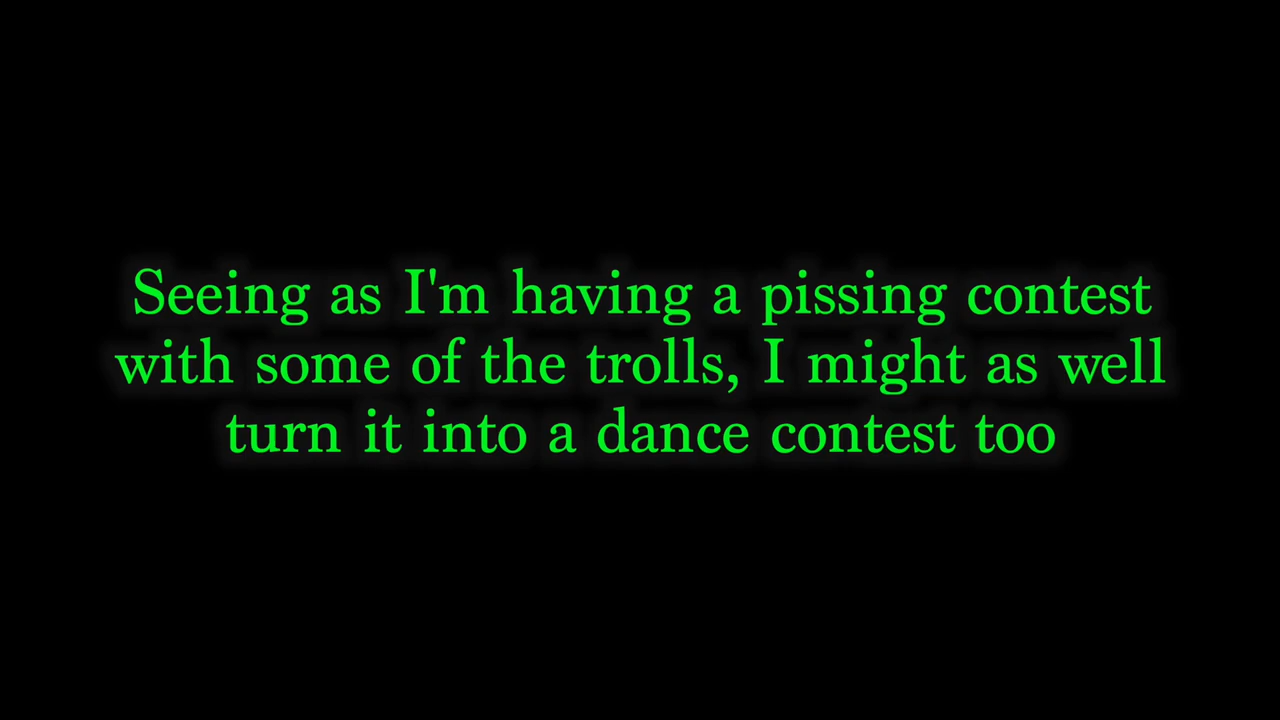 Seeing as I'm having a pissing contest
with some of the trolls, I might as well
turn it into a dance contest too